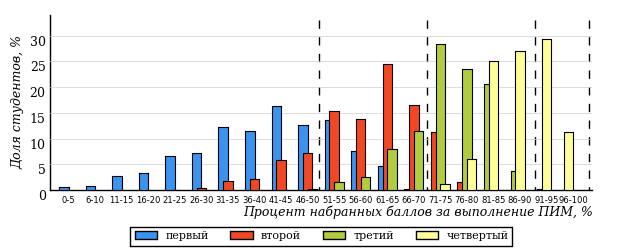 Доля студентов, %
30
25
20
15
10
5
0
0-5 6-10 11-15 16-20 21-25 26-30 31-35 36-40 41-45 46-50 51-55 56-60 61-65 66-70 71-75 76-80 81-85 86-90 91-95 96-100
Процент набранных баллов за выполнение ПИМ, %
первый второй третий четвертый